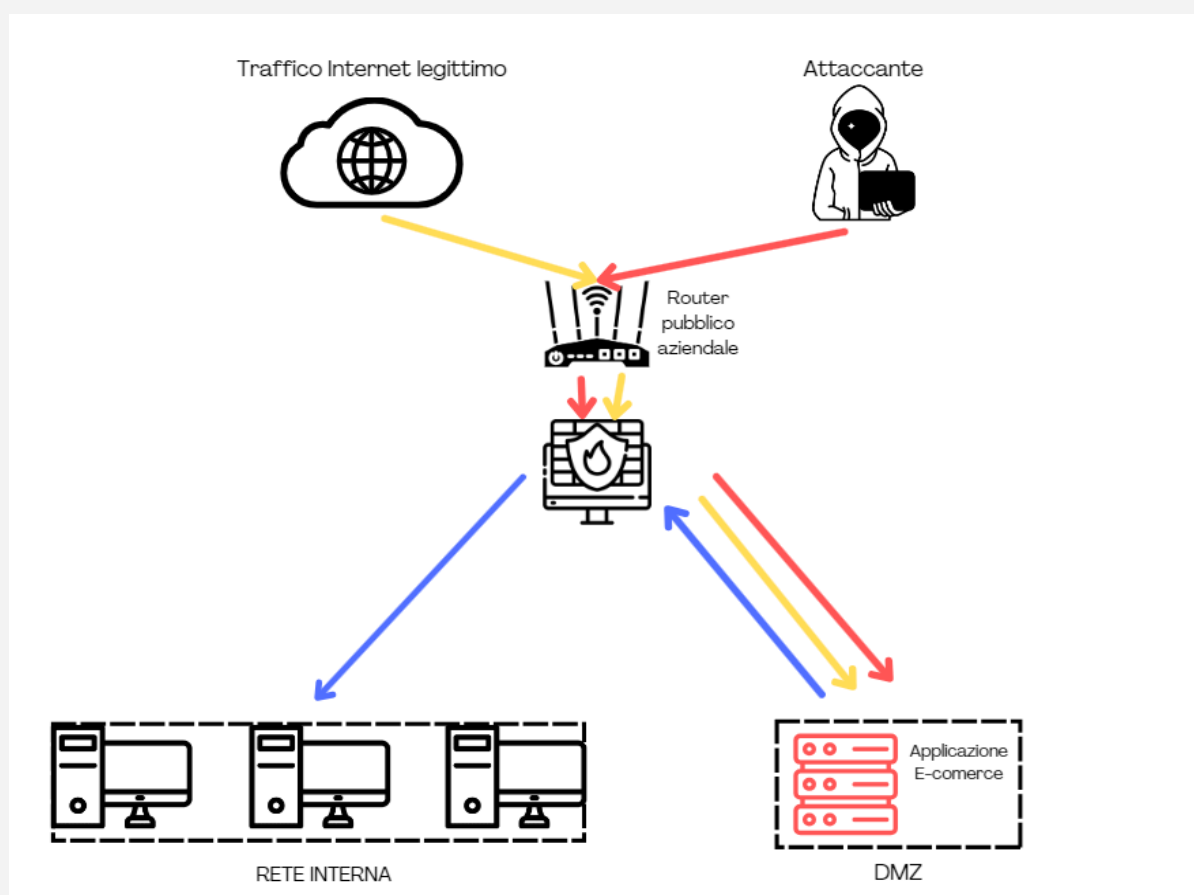 Traffico Internet legittimo
Attaccante
Router
pubblico
aziendale
Applicazione
E-comerce
RETE INTERNA
DMZ